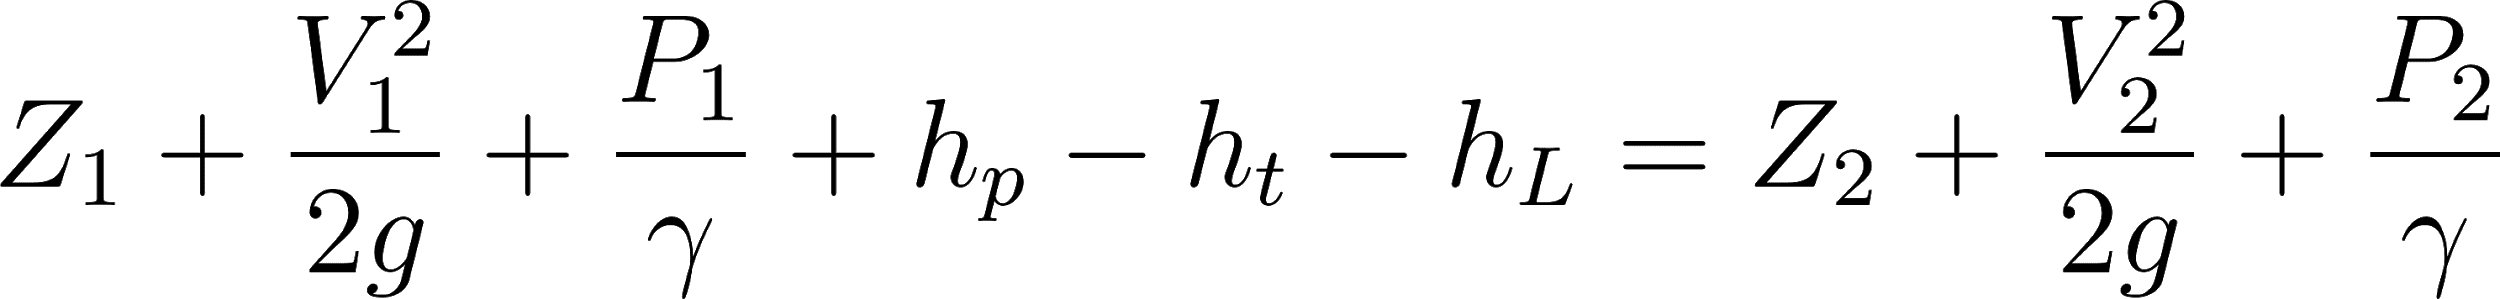 Z_1 + \frac{V_1^2}{2g} + \frac{P_1}{\gamma} + h_p - h_t - h_L = Z_2 + \frac{V_2^2}{2g} + \frac{P_2}{\gamma}